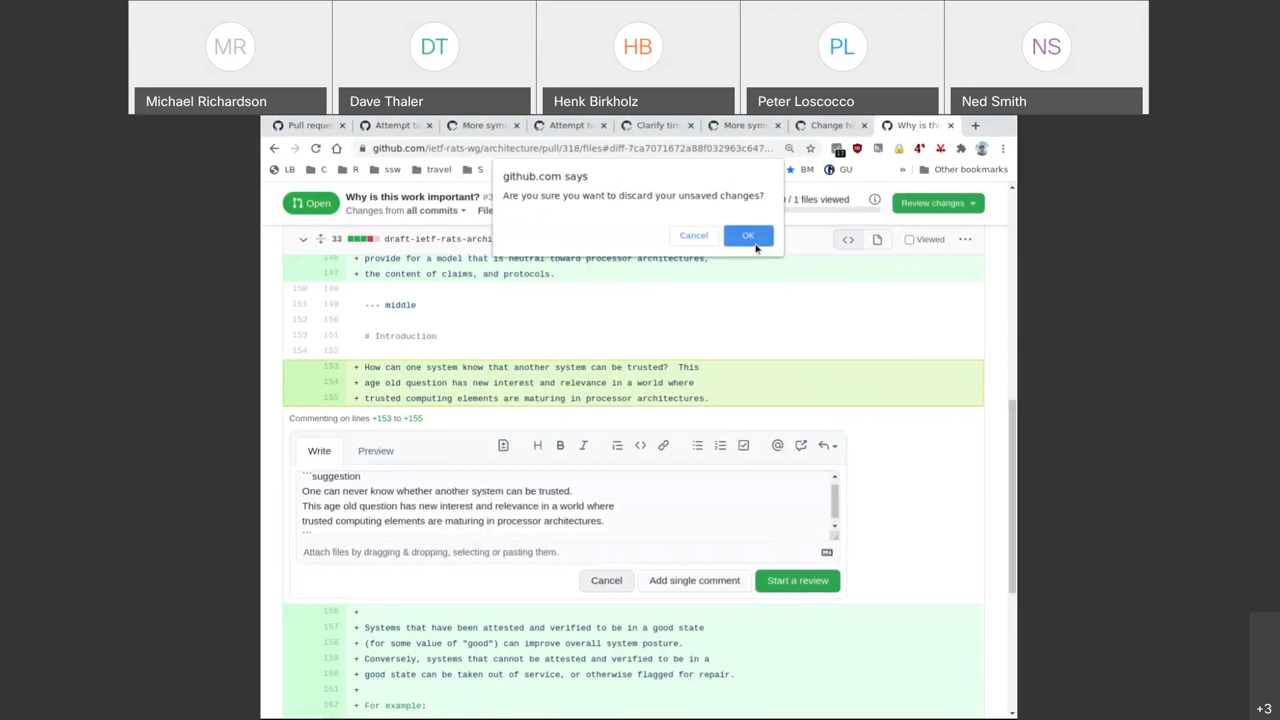 MR
DT
HB
PL
NS
Michael Richardson
Dave Thaler
Henk Birkholz
Peter Loscocco
Ned Smith
Pull reque
Attempt t
More sym
Attempt t
Clarify tim
More sym
Change h
Why is th
github.com/ietf-rats-wg/architecture/pull/318/files#diff-7ca7071672a88f032963c647...
LB
C
R
ssw
travel
S
BM
GU
»
Other bookmarks
github.com says
Are you sure you want to discard your unsaved changes?
Cancel
OK
Open
Why is this work important? #3
Changes from all commits
File
/ 1 files viewed
Review changes
33
draft-ietf-rats-archi
Viewed
146 + provide for a model that is neutral toward processor architectures,
147 + the content of claims, and protocols.
150 148
151 149 --- middle
152 150
153 151 # Introduction
154 152
153 + How can one system know that another system can be trusted? This
154 + age old question has new interest and relevance in a world where
155 + trusted computing elements are maturing in processor architectures.
Commenting on lines +153 to +155
Write
Preview
```suggestion
One can never know whether another system can be trusted.
This age old question has new interest and relevance in a world where
trusted computing elements are maturing in processor architectures.
```
Attach files by dragging & dropping, selecting or pasting them.
Cancel
Add single comment
Start a review
156 +
157 + Systems that have been attested and verified to be in a good state
158 + (for some value of "good") can improve overall system posture.
159 + Conversely, systems that cannot be attested and verified to be in a
160 + good state can be taken out of service, or otherwise flagged for repair.
161 +
162 + For example:
+3